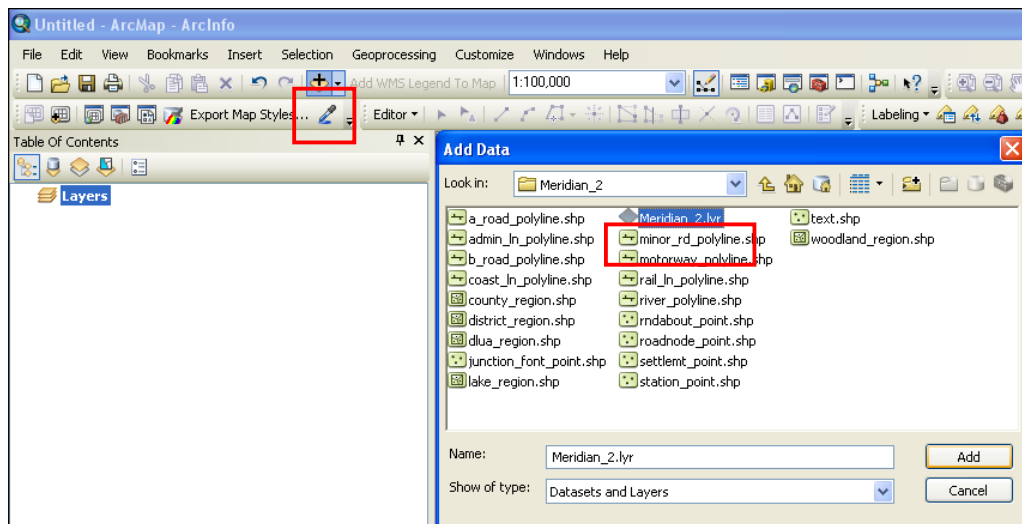 Untitled - ArcMap - ArcInfo
File Edit View Bookmarks Insert Selection Geoprocessing Customize Windows Help
Add WMS Legend To Map 1:100,000
Export Map Styles... Editor Labeling
Table Of Contents
Layers
Add Data
Look in: Meridian_2
a_road_polyline.shp Meridian_2.lyr text.shp
admin_ln_polyline.shp minor_rd_polyline.shp woodland_region.shp
b_road_polyline.shp motorway_polyline.shp
coast_ln_polyline.shp rail_ln_polyline.shp
county_region.shp river_polyline.shp
district_region.shp rndabout_point.shp
dlua_region.shp roadnode_point.shp
junction_font_point.shp settlemt_point.shp
lake_region.shp station_point.shp
Name: Meridian_2.lyr Add
Show of type: Datasets and Layers Cancel